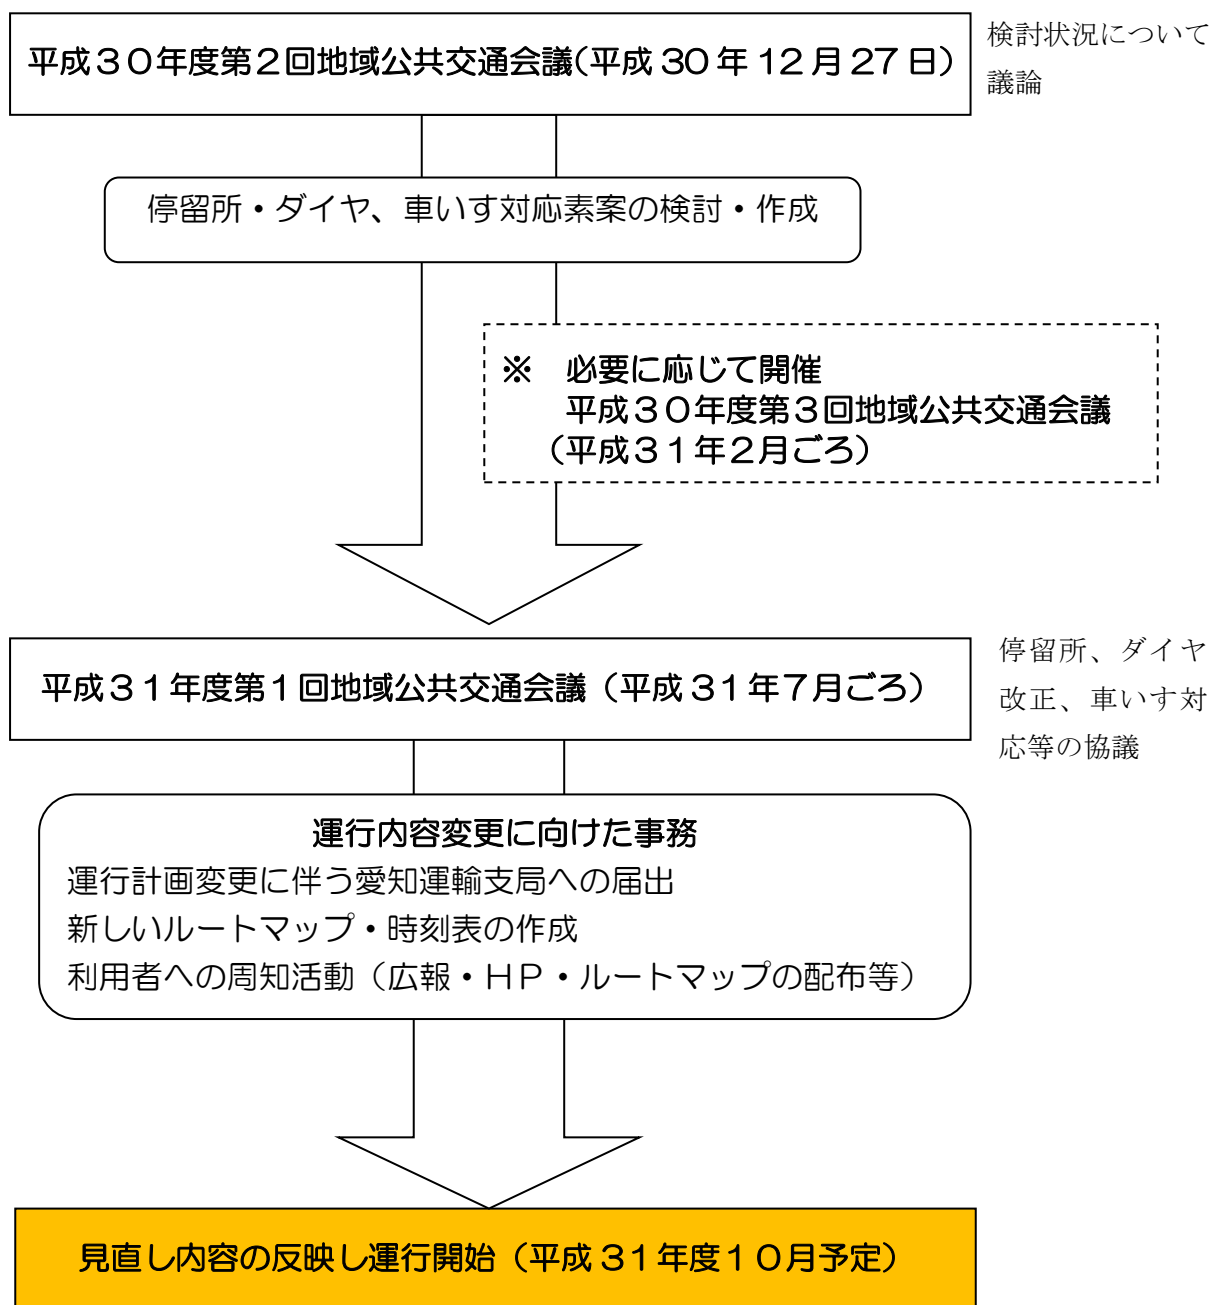 平成３０年度第２回地域公共交通会議（平成 30 年 12 月 27 日）
検討状況について
議論
停留所・ダイヤ、車いす対応素案の検討・作成
※　必要に応じて開催
平成３０年度第３回地域公共交通会議
（平成３１年２月ごろ）
平成３１年度第１回地域公共交通会議（平成 31 年７月ごろ）
停留所、ダイヤ
改正、車いす対
応等の協議
運行内容変更に向けた事務
運行計画変更に伴う愛知運輸支局への届出
新しいルートマップ・時刻表の作成
利用者への周知活動（広報・ＨＰ・ルートマップの配布等）
見直し内容の反映し運行開始（平成 31 年度１０月予定）